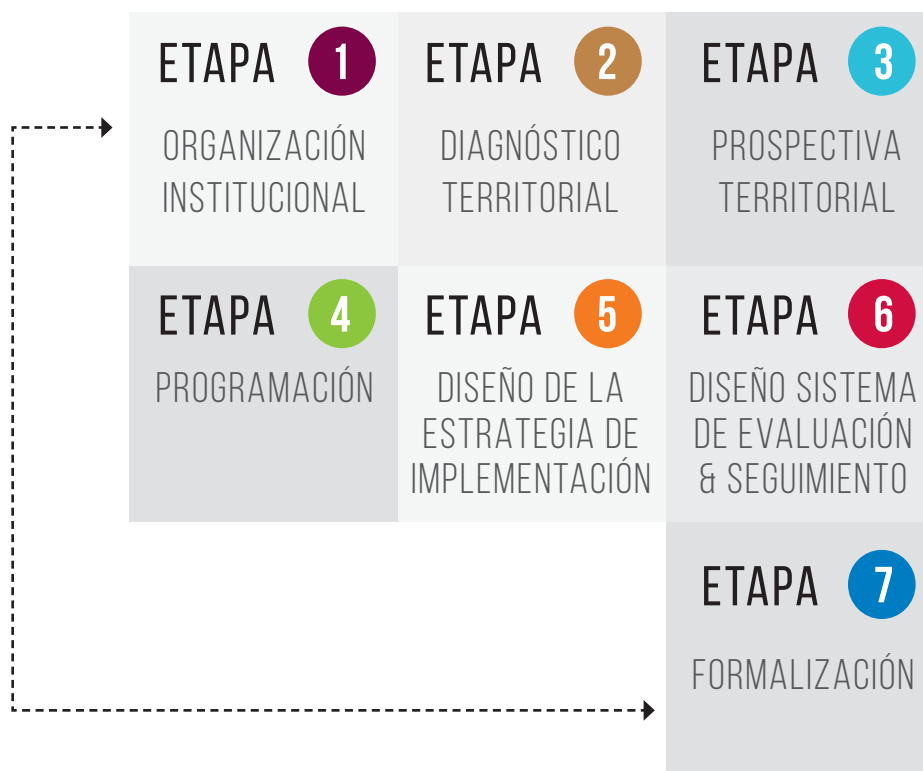 ETAPA 1
ORGANIZACIÓN
INSTITUCIONAL
ETAPA 2
DIAGNÓSTICO
TERRITORIAL
ETAPA 3
PROSPECTIVA
TERRITORIAL
ETAPA 4
PROGRAMACIÓN
ETAPA 5
DISEÑO DE LA
ESTRATEGIA DE
IMPLEMENTACIÓN
ETAPA 6
DISEÑO SISTEMA
DE EVALUACIÓN
& SEGUIMIENTO
ETAPA 7
FORMALIZACIÓN